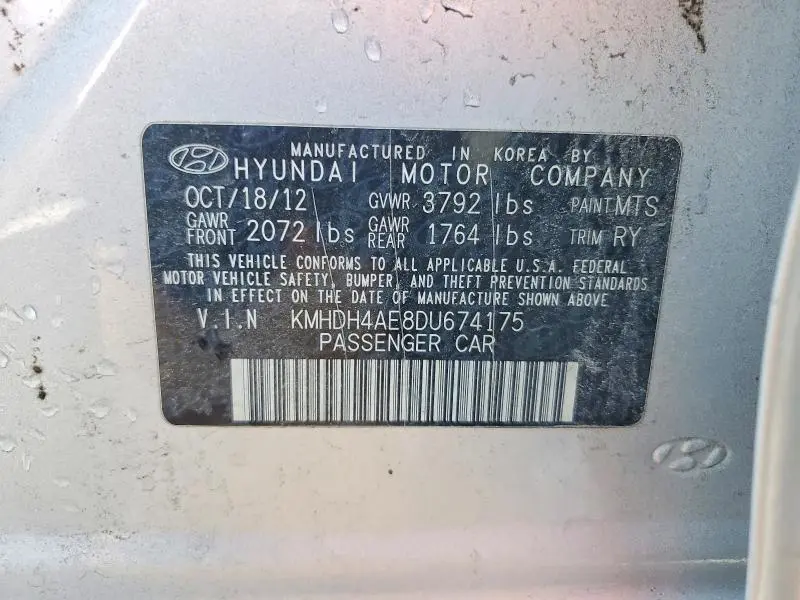 MANUFACTURED IN KOREA BY
HYUNDAI MOTOR COMPANY
OCT/18/12 GVWR 3792 lbs PAINT MTS
GAWR FRONT 2072 lbs GAWR REAR 1764 lbs TRIM RY
THIS VEHICLE CONFORMS TO ALL APPLICABLE U.S.A. FEDERAL
MOTOR VEHICLE SAFETY, BUMPER, AND THEFT PREVENTION STANDARDS
IN EFFECT ON THE DATE OF MANUFACTURE SHOWN ABOVE
V.I.N KMHDH4AE8DU674175
PASSENGER CAR